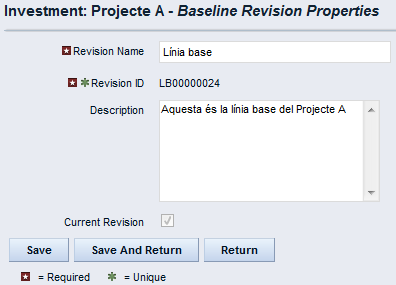 Investment: Projecte A - Baseline Revision Properties
Revision Name Línia base
Revision ID LB00000024
Description Aquesta és la línia base del Projecte A
Current Revision
Save Save And Return Return
= Required = Unique